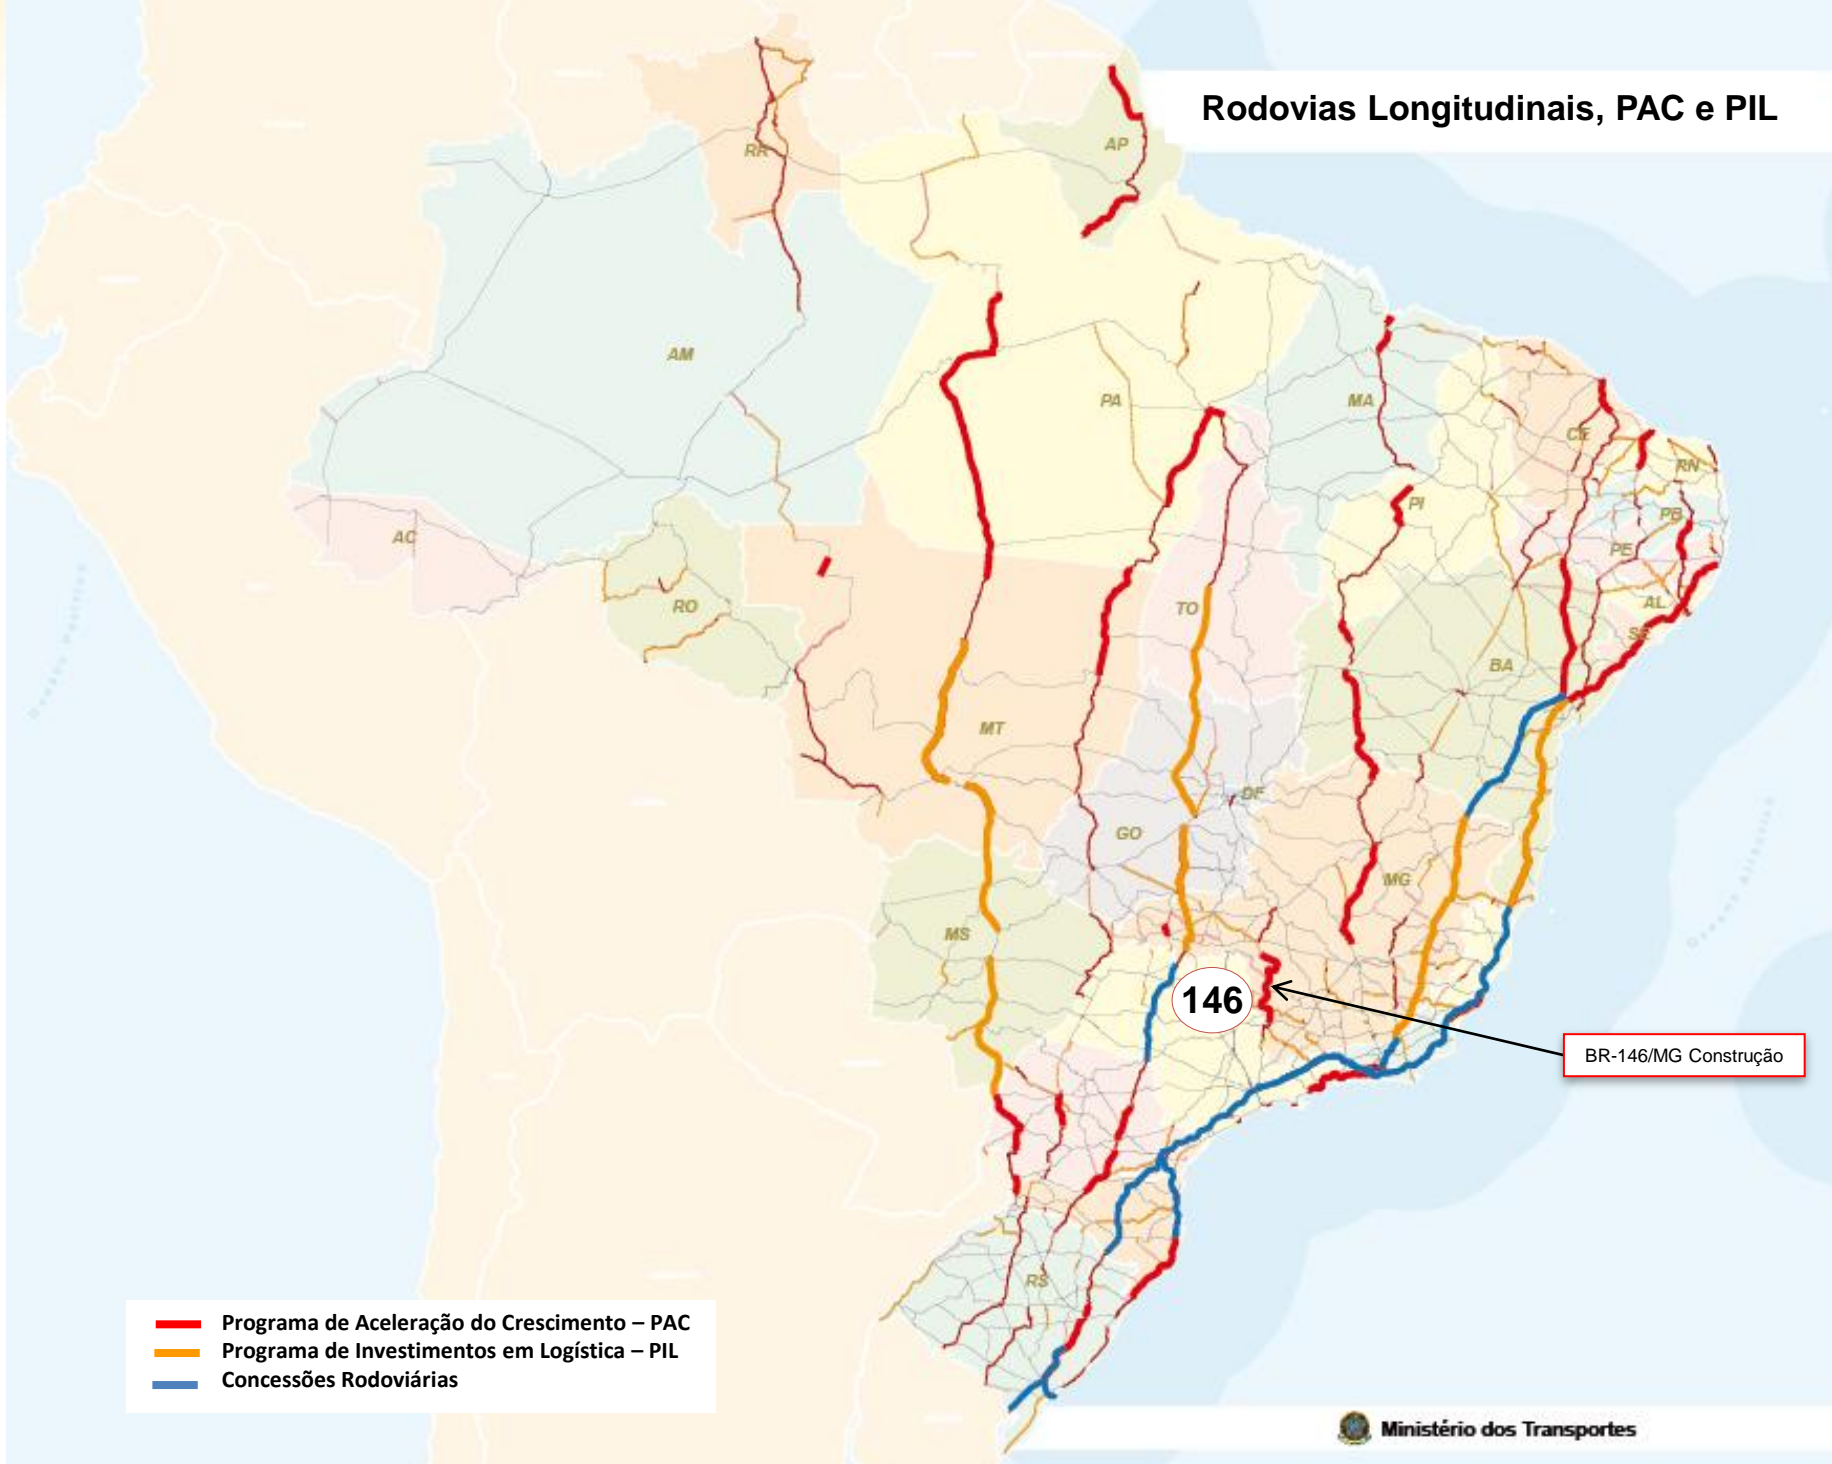 Rodovias Longitudinais, PAC e PIL
RR
AP
AM
PA
MA
CE
RN
PI
PB
AC
PE
RO
TO
AL
SE
BA
MT
DF
GO
MG
MS
146
BR-146/MG Construção
RS
Programa de Aceleração do Crescimento – PAC
Programa de Investimentos em Logística – PIL
Concessões Rodoviárias
Ministério dos Transportes